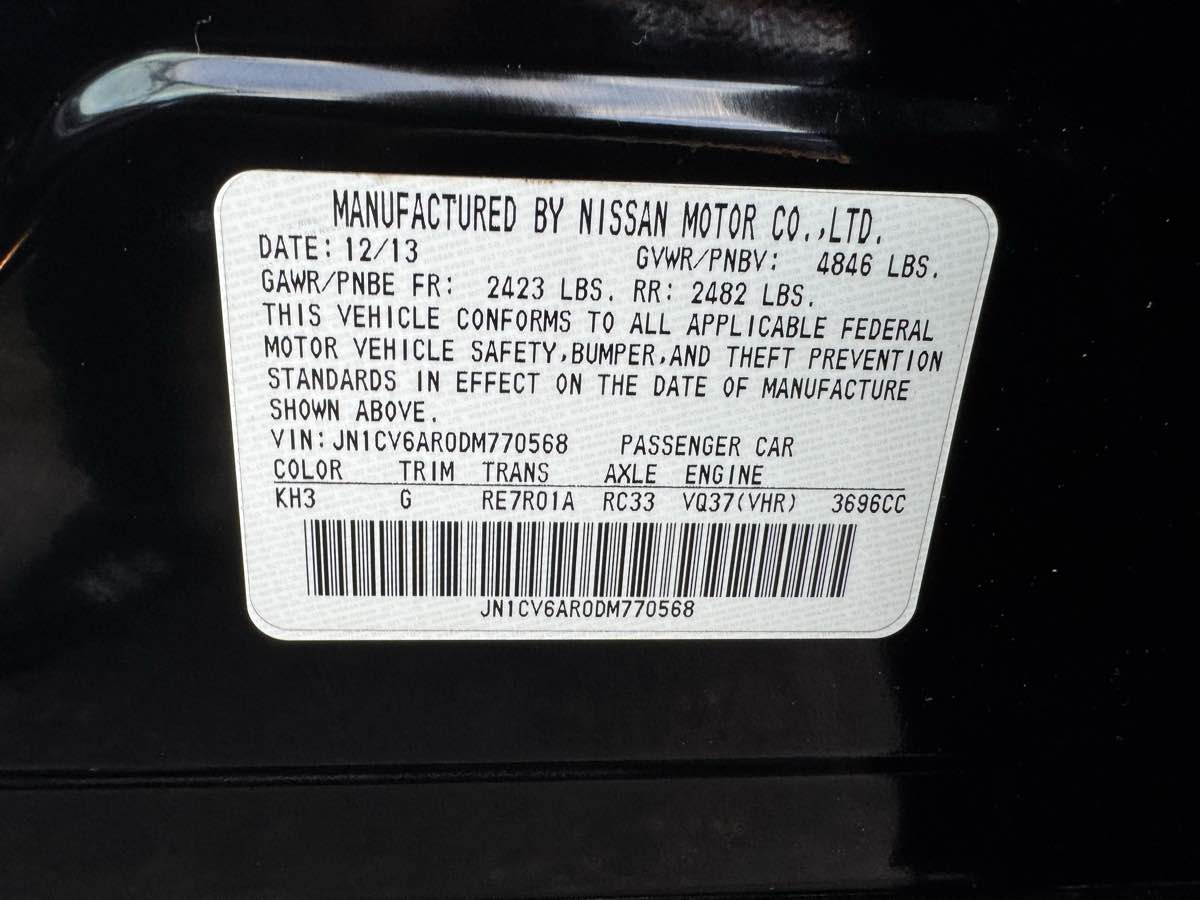 MANUFACTURED BY NISSAN MOTOR CO.,LTD.
DATE: 12/13 GVWR/PNBV: 4846 LBS.
GAWR/PNBE FR: 2423 LBS. RR: 2482 LBS.
THIS VEHICLE CONFORMS TO ALL APPLICABLE FEDERAL
MOTOR VEHICLE SAFETY,BUMPER,AND THEFT PREVENTION
STANDARDS IN EFFECT ON THE DATE OF MANUFACTURE
SHOWN ABOVE.
VIN:JN1CV6AR0DM770568 PASSENGER CAR
COLOR TRIM TRANS AXLE ENGINE
KH3 G RE7R01A RC33 VQ37(VHR) 3696CC
JN1CV6AR0DM770568